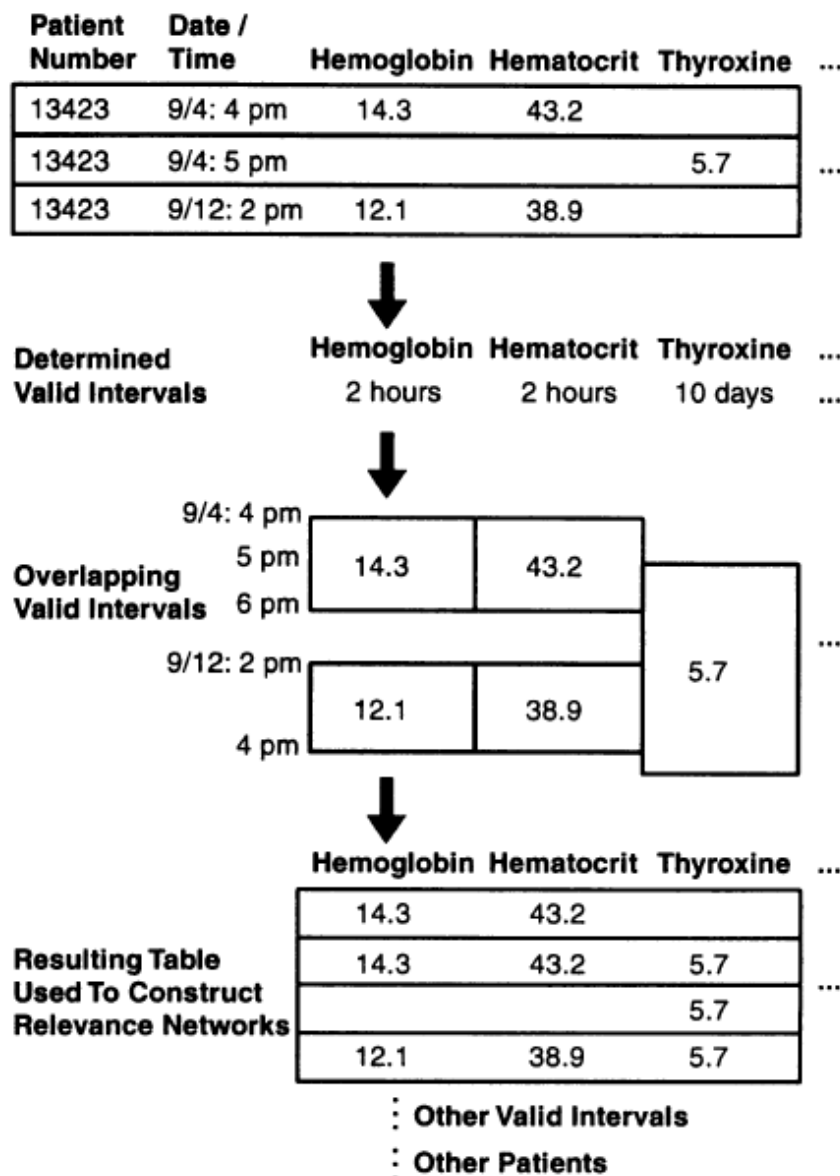 Patient Date /
Number Time Hemoglobin Hematocrit Thyroxine ...
13423 9/4: 4 pm 14.3 43.2
13423 9/4: 5 pm 5.7 ...
13423 9/12: 2 pm 12.1 38.9
Hemoglobin Hematocrit Thyroxine ...
Determined
Valid Intervals 2 hours 2 hours 10 days ...
9/4: 4 pm
5 pm 14.3 43.2
Overlapping
Valid Intervals 6 pm
...
9/12: 2 pm
5.7
12.1 38.9
4 pm
Hemoglobin Hematocrit Thyroxine ...
14.3 43.2
Resulting Table 14.3 43.2 5.7
Used To Construct ...
Relevance Networks 5.7
12.1 38.9 5.7
Other Valid Intervals
Other Patients